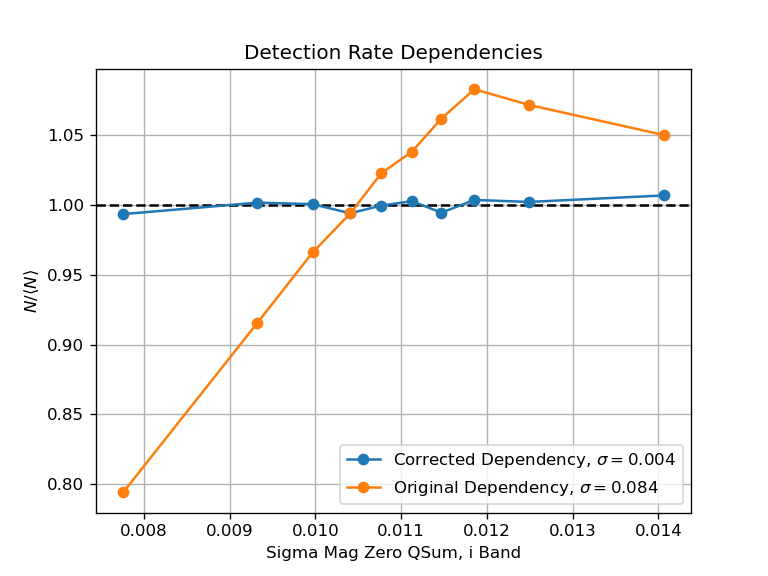 Detection Rate Dependencies
1.05
1.00
0.95
0.90
0.85
0.80
N/⟨N⟩
Corrected Dependency, σ = 0.004
Original Dependency, σ = 0.084
0.008 0.009 0.010 0.011 0.012 0.013 0.014
Sigma Mag Zero QSum, i Band